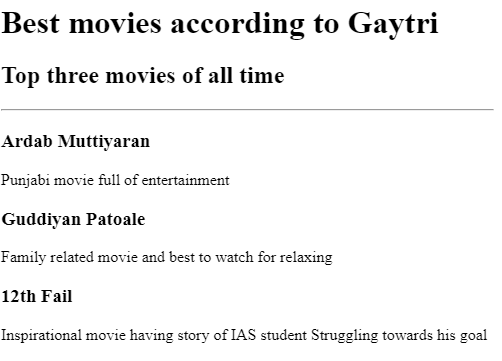 Best movies according to Gaytri
Top three movies of all time
Ardab Muttiyaran
Punjabi movie full of entertainment
Guddiyan Patoale
Family related movie and best to watch for relaxing
12th Fail
Inspirational movie having story of IAS student Struggling towards his goal